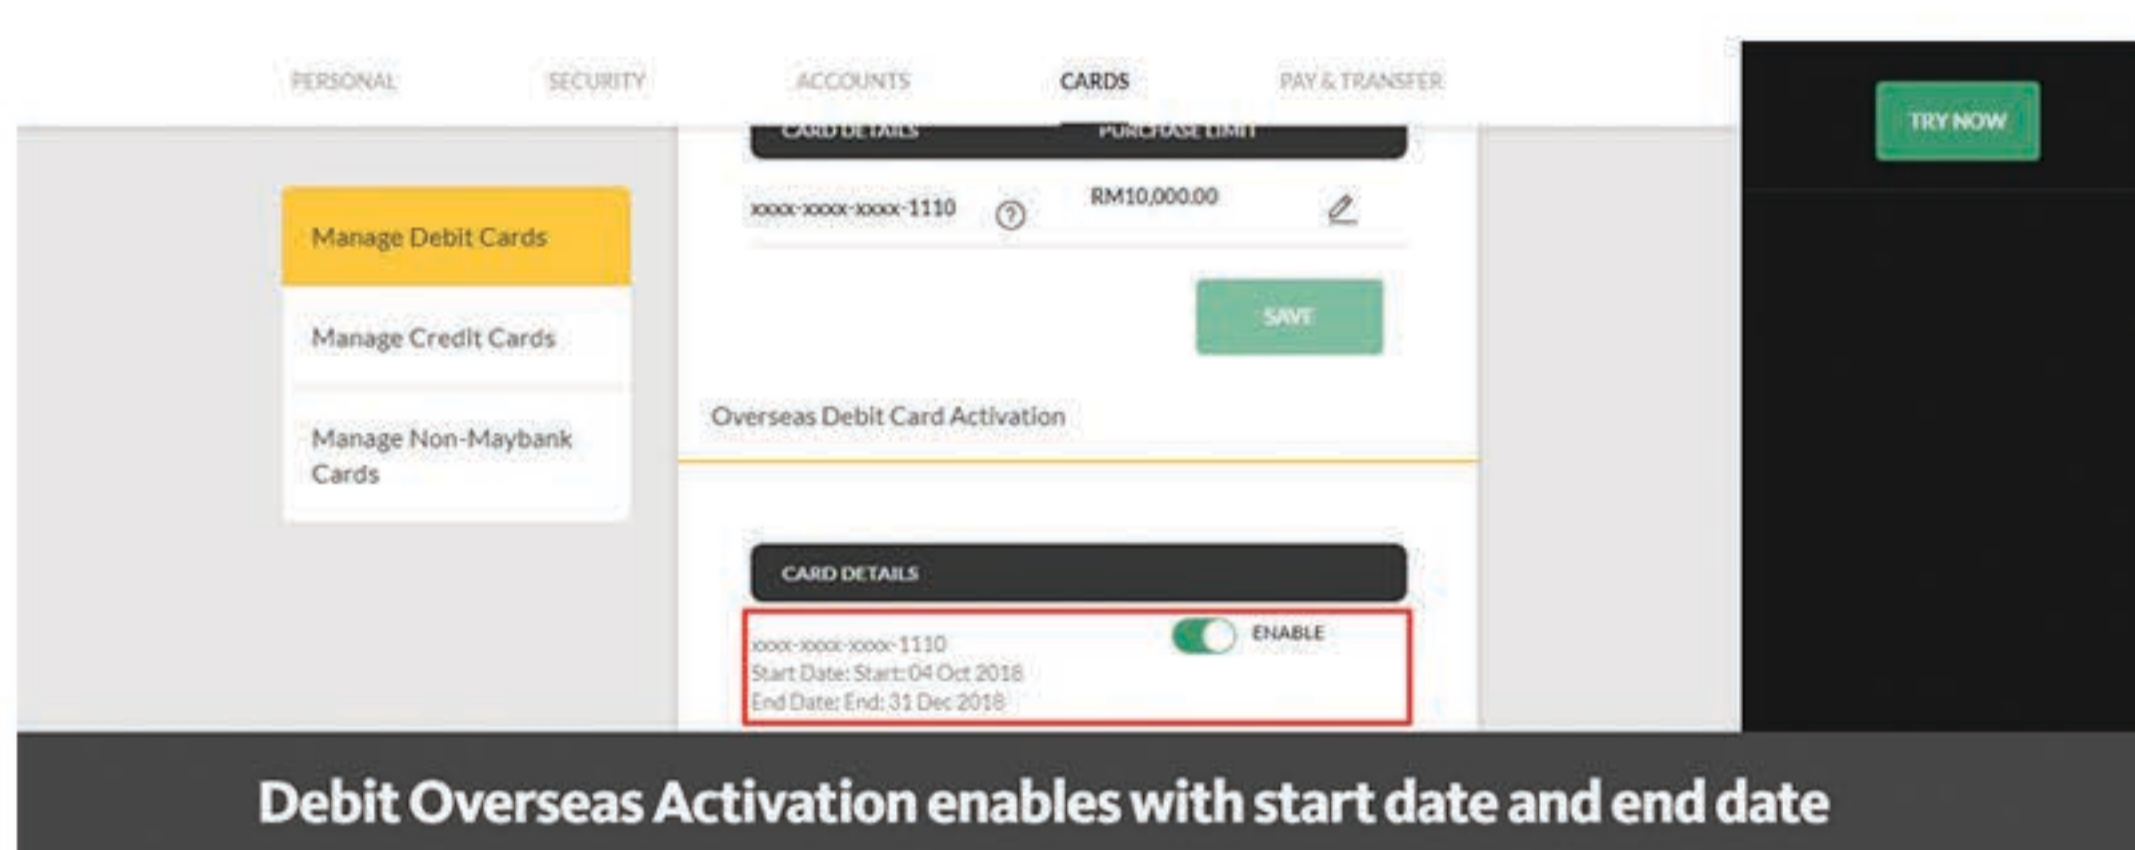 PERSONAL SECURITY ACCOUNTS CARDS PAY & TRANSFER
TRY NOW
CARD DETAILS PURCHASE LIMIT
xxxx-xxxx-xxxx-1110 RM10,000.00
SAVE
Manage Debit Cards
Manage Credit Cards
Manage Non-Maybank
Cards
Overseas Debit Card Activation
CARD DETAILS
xxxx-xxxx-xxxx-1110 ENABLE
Start Date: Start: 04 Oct 2018
End Date: End: 31 Dec 2018
Debit Overseas Activation enables with start date and end date